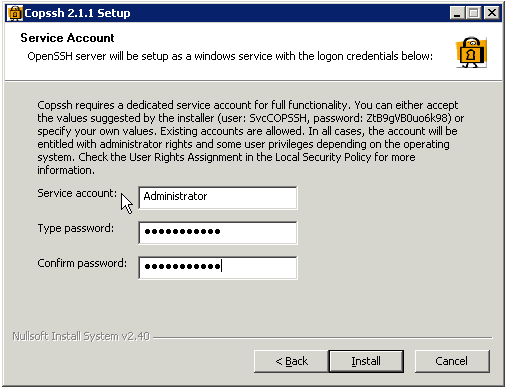 Copssh 2.1.1 Setup
Service Account
OpenSSH server will be setup as a windows service with the logon credentials below:
Copssh requires a dedicated service account for full functionality. You can either accept
the values suggested by the installer (user: SvcCOPSSH, password: ZtB9gVB0uo6k98) or
specify your own values. Existing accounts are allowed. In all cases, the account will be
entitled with administrator rights and some user privileges depending on the operating
system. Check the User Rights Assignment in the Local Security Policy for more
information.
Service account: Administrator
Type password: ●●●●●●●●●●●
Confirm password: ●●●●●●●●●●●
Nullsoft Install System v2.40
< Back Install Cancel